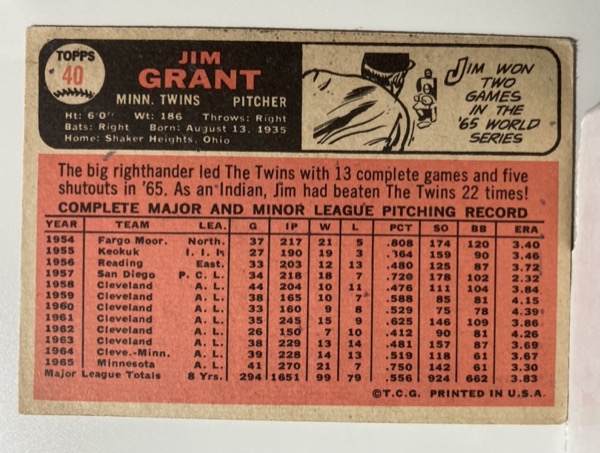 TOPPS
40
JIM
GRANT
MINN. TWINS PITCHER
Ht: 6'0" Wt: 186 Throws: Right
Bats: Right Born: August 13, 1935
Home: Shaker Heights, Ohio
JIM WON
TWO
GAMES
IN THE
'65 WORLD
SERIES
The big righthander led The Twins with 13 complete games and five
shutouts in '65. As an Indian, Jim had beaten The Twins 22 times!
COMPLETE MAJOR AND MINOR LEAGUE PITCHING RECORD
YEAR TEAM LEA. G IP W L PCT SO BB ERA
1954 Fargo Moor. North. 37 217 21 5 .808 174 120 3.40
1955 Keokuk I. I. I. 27 190 19 3 .864 159 90 3.46
1956 Reading East. 33 203 12 13 .480 125 87 3.72
1957 San Diego P. C. L. 34 218 18 7 .720 178 102 2.32
1958 Cleveland A. L. 44 204 10 11 .476 111 104 3.84
1959 Cleveland A. L. 38 165 10 7 .588 85 81 4.15
1960 Cleveland A. L. 33 160 9 8 .529 75 78 4.39
1961 Cleveland A. L. 35 245 15 9 .625 146 109 3.86
1962 Cleveland A. L. 26 150 7 10 .412 90 81 4.26
1963 Cleveland A. L. 38 229 13 14 .481 157 87 3.69
1964 Cleve.-Minn. A. L. 39 228 14 13 .519 118 61 3.67
1965 Minnesota A. L. 41 270 21 7 .750 142 61 3.30
Major League Totals 8 Yrs. 294 1651 99 79 .556 924 662 3.83
©T.C.G. PRINTED IN U.S.A.